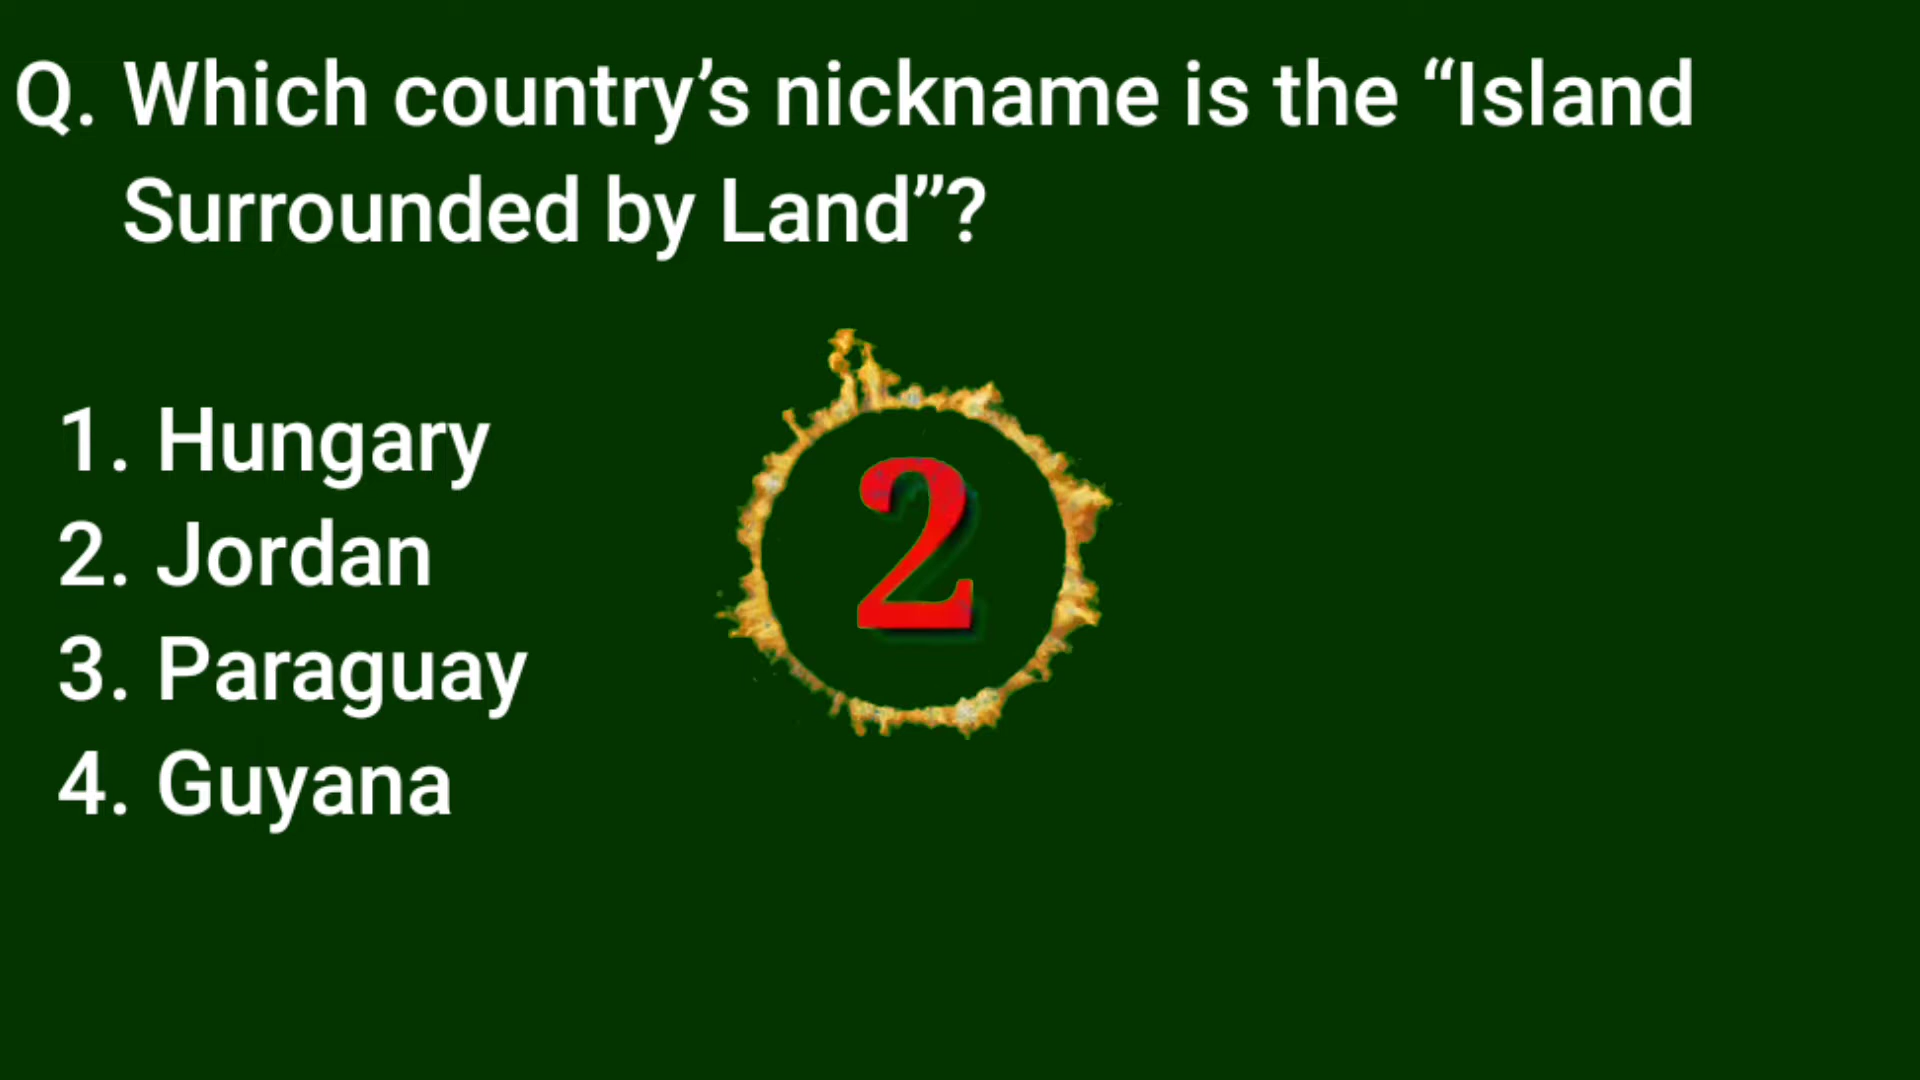 Q. Which country’s nickname is the “Island
Surrounded by Land”?
1. Hungary
2. Jordan
3. Paraguay
4. Guyana
2